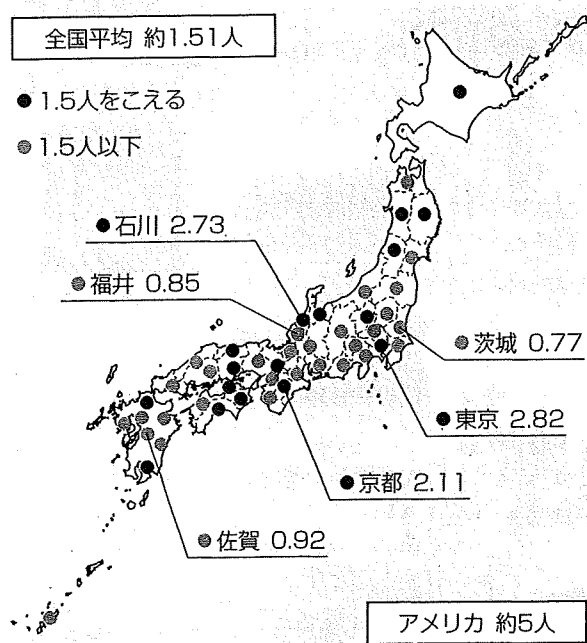 全国平均 約1.51人
●1.5人をこえる
●1.5人以下
●石川 2.73
●福井 0.85
●茨城 0.77
●東京 2.82
●京都 2.11
●佐賀 0.92
アメリカ 約5人